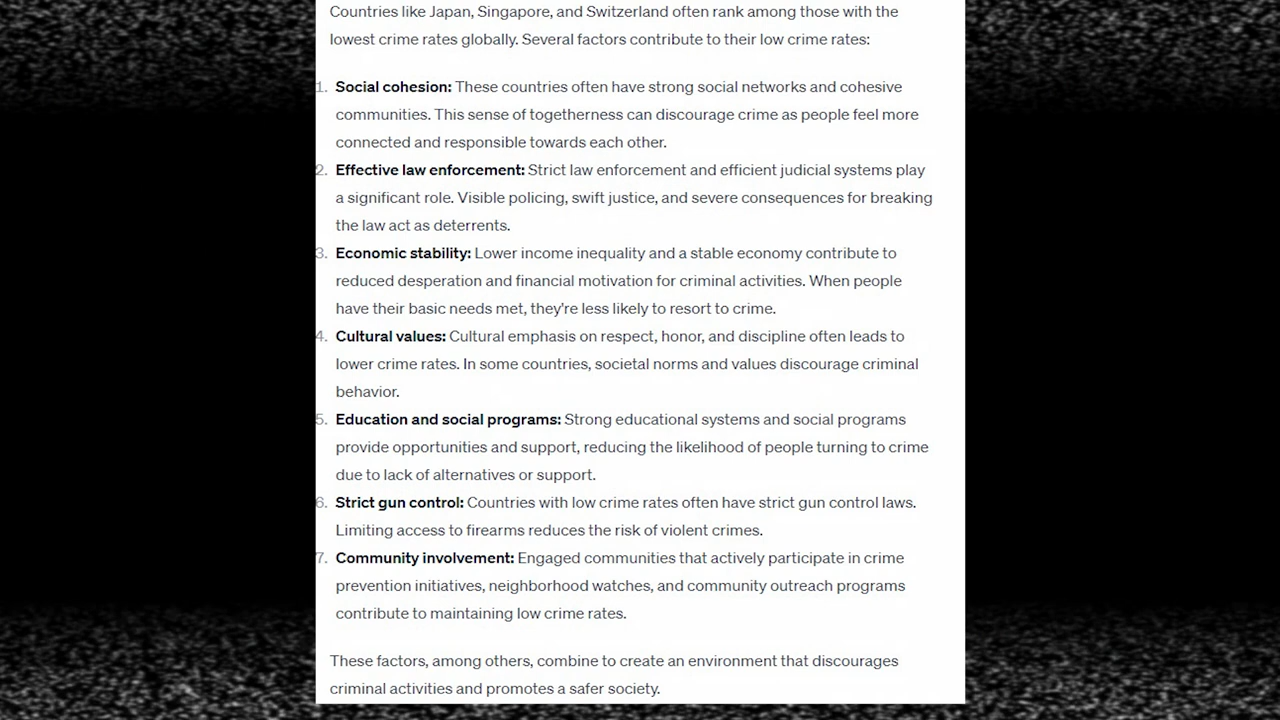 Countries like Japan, Singapore, and Switzerland often rank among those with the
lowest crime rates globally. Several factors contribute to their low crime rates:
1. Social cohesion: These countries often have strong social networks and cohesive
communities. This sense of togetherness can discourage crime as people feel more
connected and responsible towards each other.
2. Effective law enforcement: Strict law enforcement and efficient judicial systems play
a significant role. Visible policing, swift justice, and severe consequences for breaking
the law act as deterrents.
3. Economic stability: Lower income inequality and a stable economy contribute to
reduced desperation and financial motivation for criminal activities. When people
have their basic needs met, they're less likely to resort to crime.
4. Cultural values: Cultural emphasis on respect, honor, and discipline often leads to
lower crime rates. In some countries, societal norms and values discourage criminal
behavior.
5. Education and social programs: Strong educational systems and social programs
provide opportunities and support, reducing the likelihood of people turning to crime
due to lack of alternatives or support.
6. Strict gun control: Countries with low crime rates often have strict gun control laws.
Limiting access to firearms reduces the risk of violent crimes.
7. Community involvement: Engaged communities that actively participate in crime
prevention initiatives, neighborhood watches, and community outreach programs
contribute to maintaining low crime rates.
These factors, among others, combine to create an environment that discourages
criminal activities and promotes a safer society.